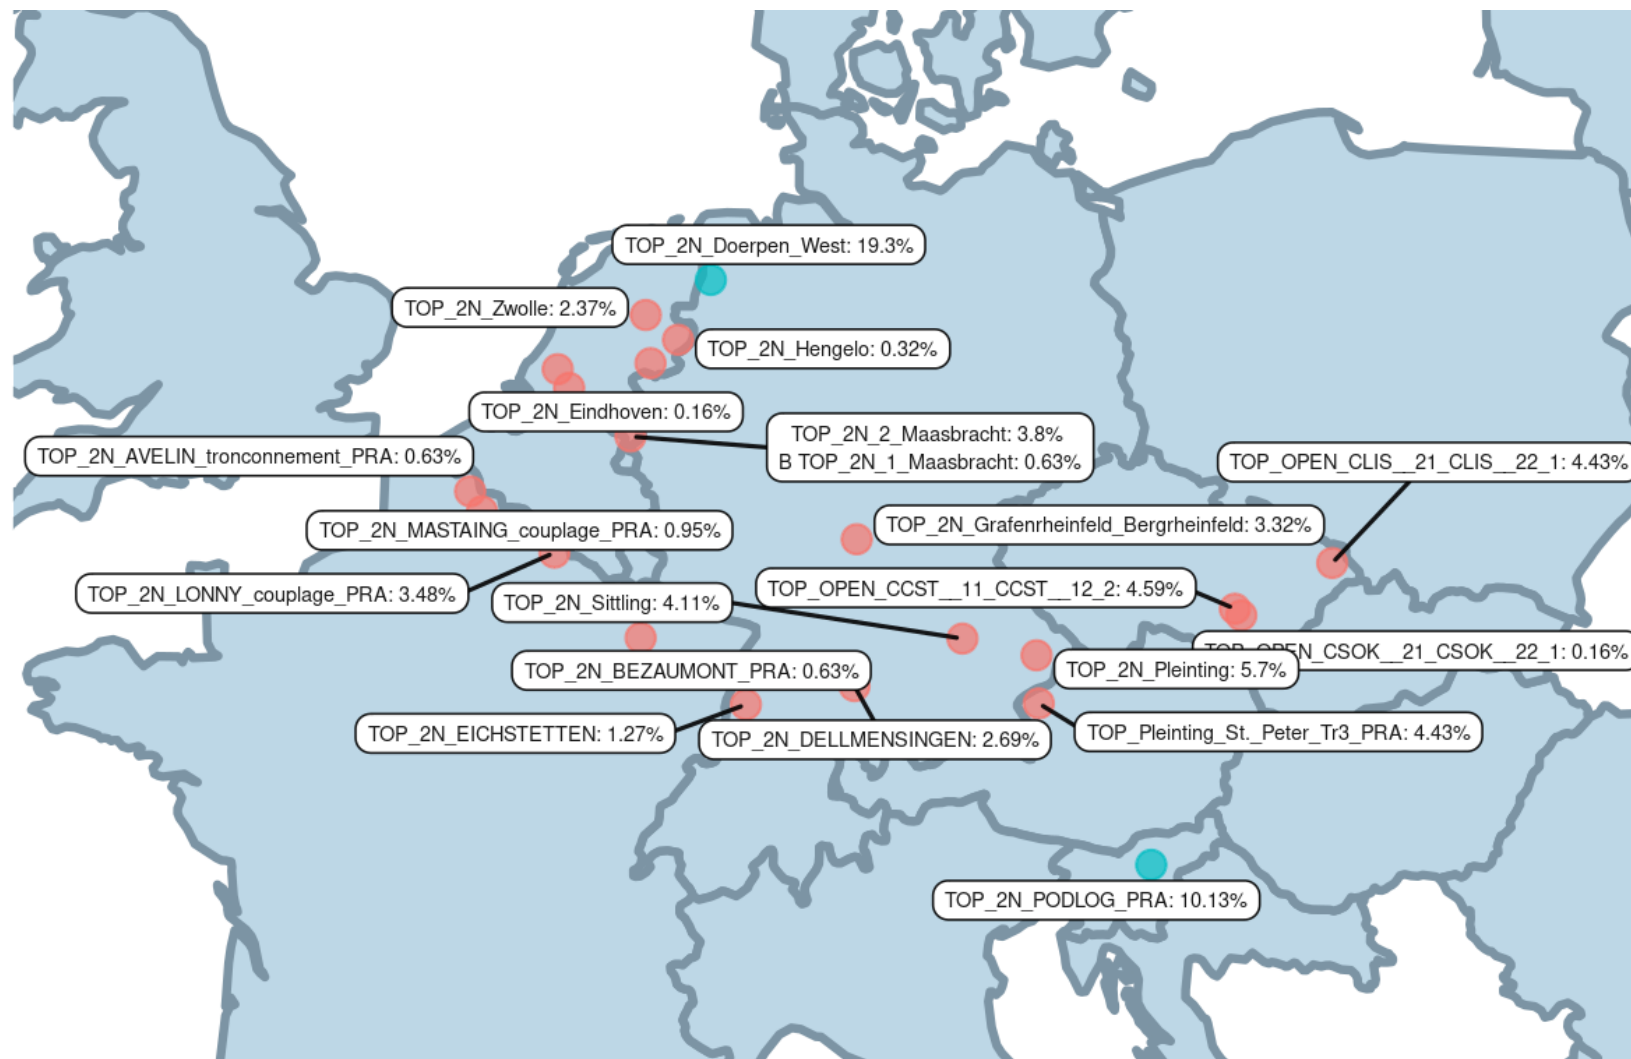 TOP_2N_Doerpen_West: 19.3%
TOP_2N_Zwolle: 2.37%
TOP_2N_Hengelo: 0.32%
TOP_2N_Eindhoven: 0.16%
TOP_2N_2_Maasbracht: 3.8%
B TOP_2N_1_Maasbracht: 0.63%
TOP_2N_AVELIN_tronconnement_PRA: 0.63%
TOP_OPEN_CLIS__21_CLIS__22_1: 4.43%
TOP_2N_MASTAING_couplage_PRA: 0.95%
TOP_2N_Grafenrheinfeld_Bergrheinfeld: 3.32%
TOP_2N_LONNY_couplage_PRA: 3.48%
TOP_2N_Sittling: 4.11%
TOP_OPEN_CCST__11_CCST__12_2: 4.59%
TOP_OPEN_CSOK__21_CSOK__22_1: 0.16%
TOP_2N_BEZAUMONT_PRA: 0.63%
TOP_2N_Pleinting: 5.7%
TOP_2N_EICHSTETTEN: 1.27%
TOP_2N_DELLMENSINGEN: 2.69%
TOP_Pleinting_St._Peter_Tr3_PRA: 4.43%
TOP_2N_PODLOG_PRA: 10.13%